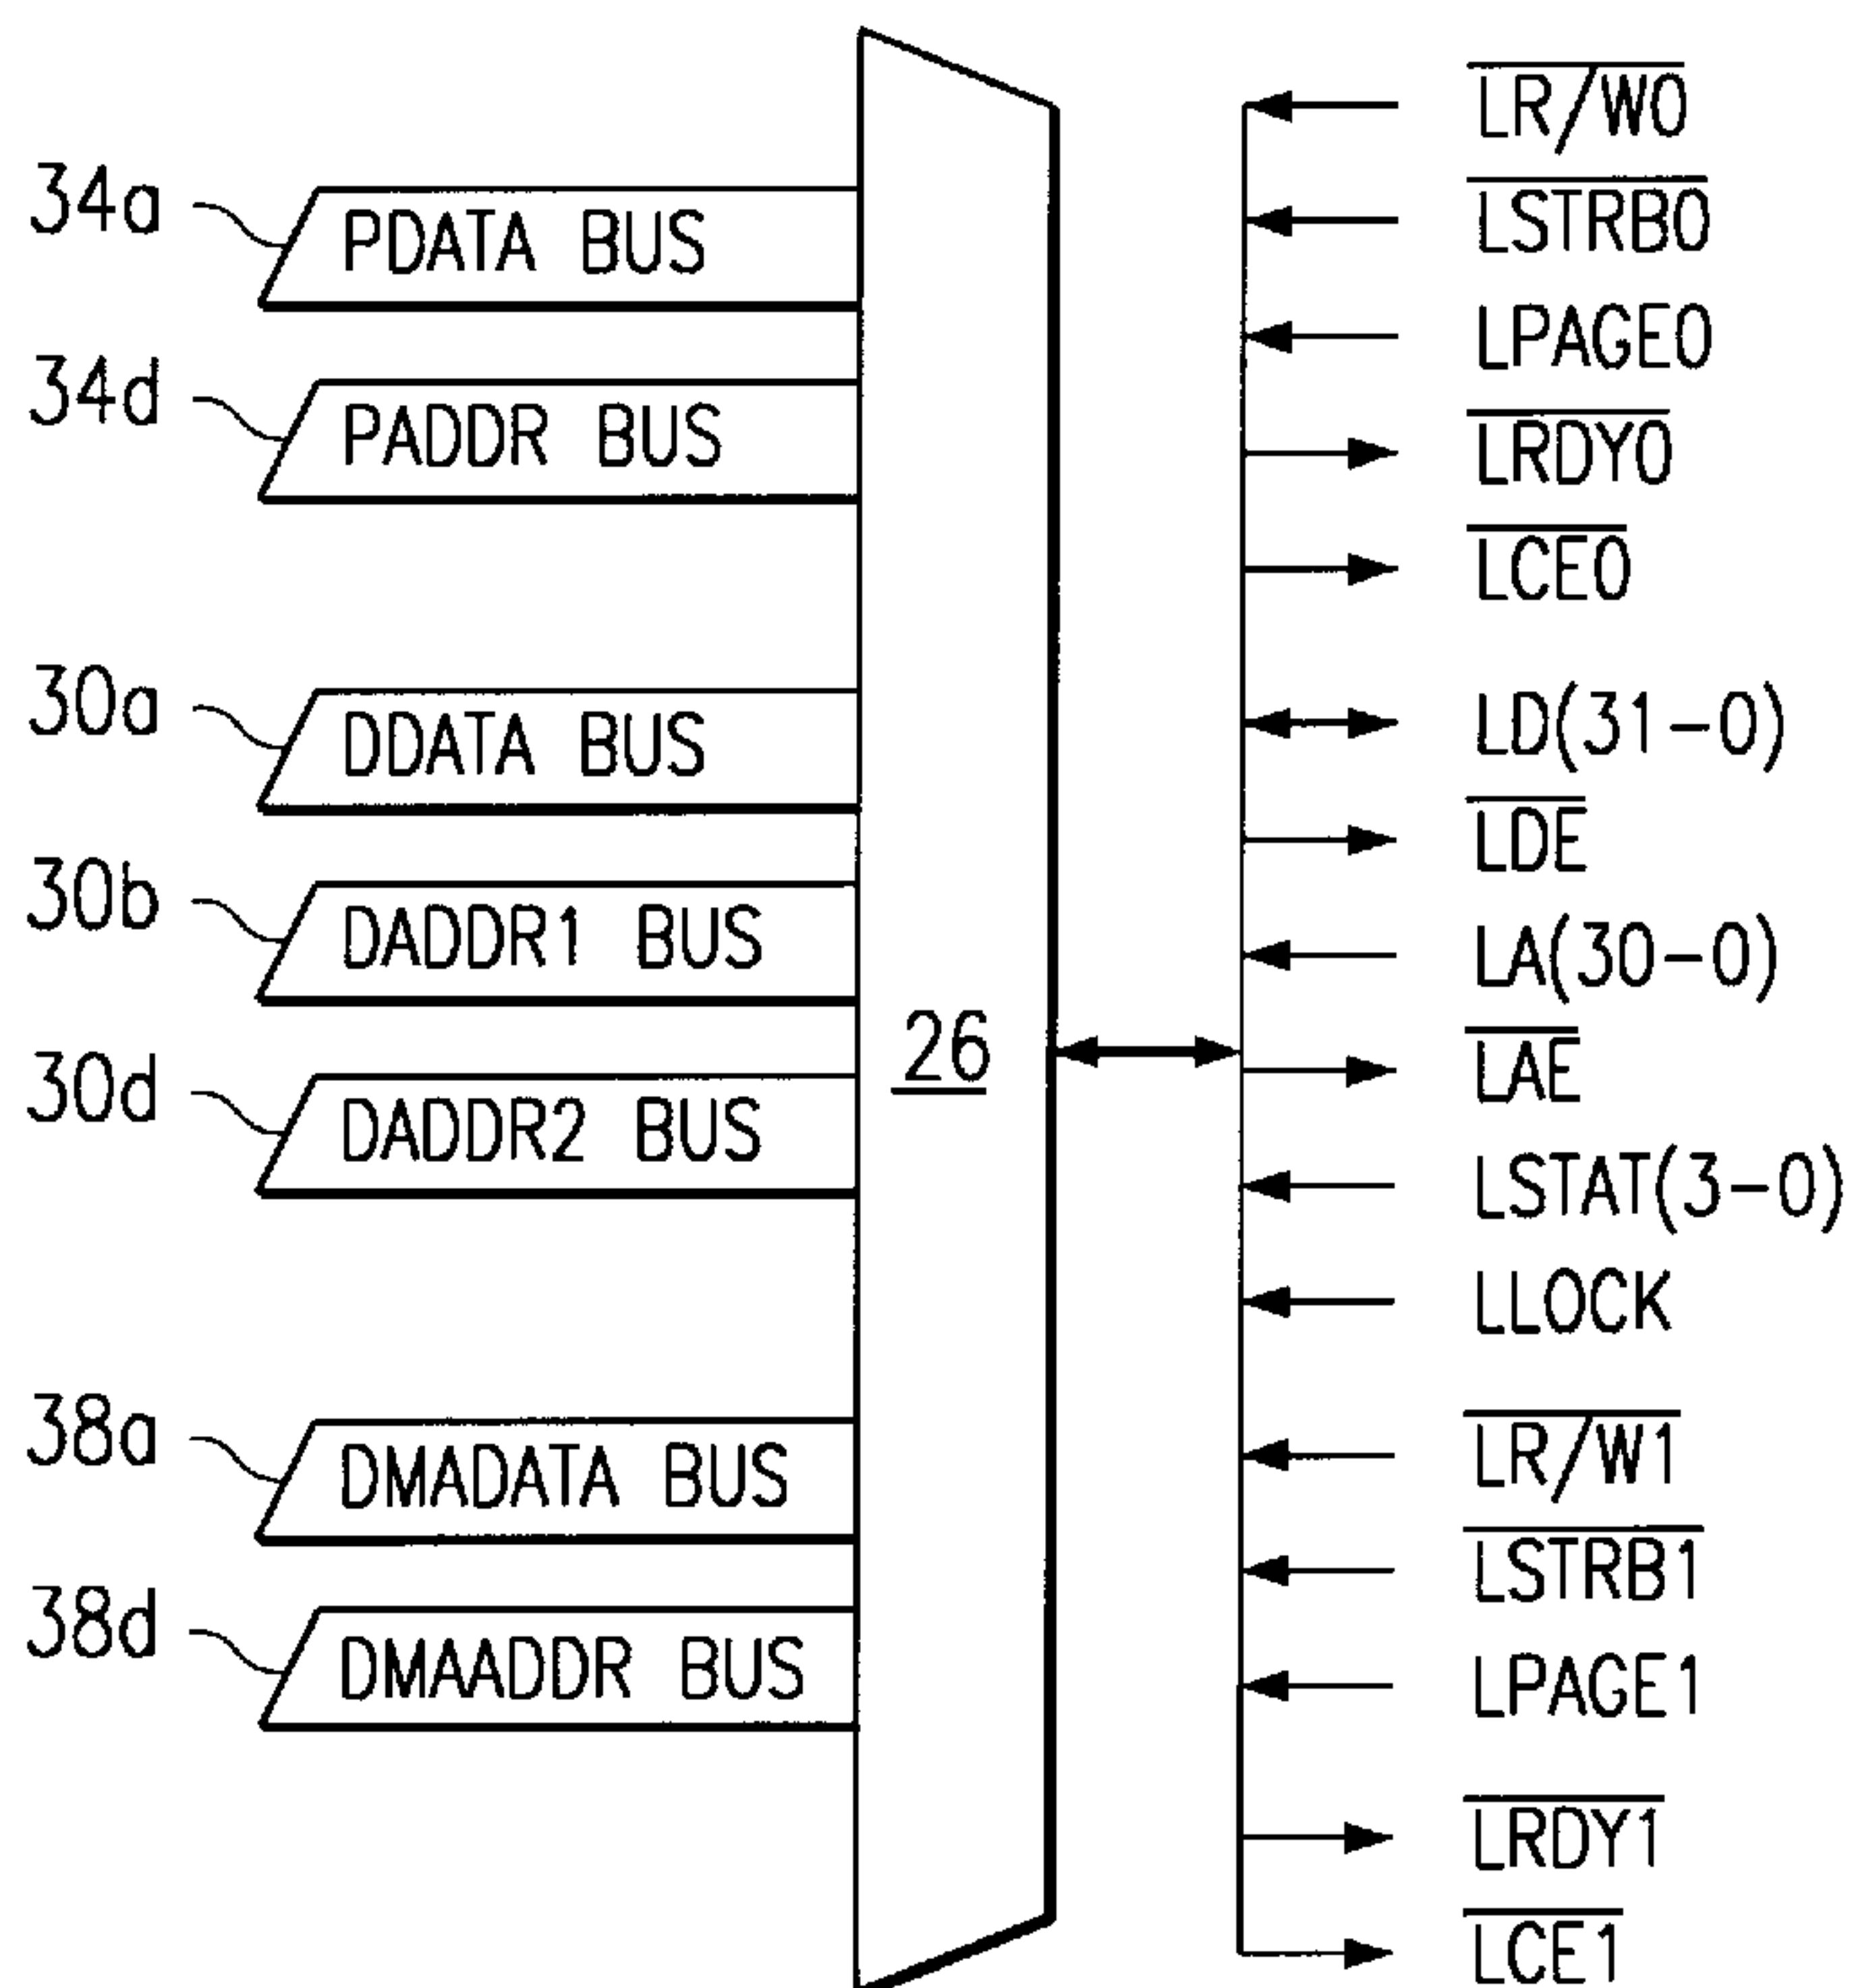 34a PDATA BUS
34d PADDR BUS
30a DDATA BUS
30b DADDR1 BUS
30d DADDR2 BUS
38a DMADATA BUS
38d DMAADDR BUS
26
LR/W0
LSTRB0
LPAGE0
LRDY0
LCE0
LD(31-0)
LDE
LA(30-0)
LAE
LSTAT(3-0)
LLOCK
LR/W1
LSTRB1
LPAGE1
LRDY1
LCE1